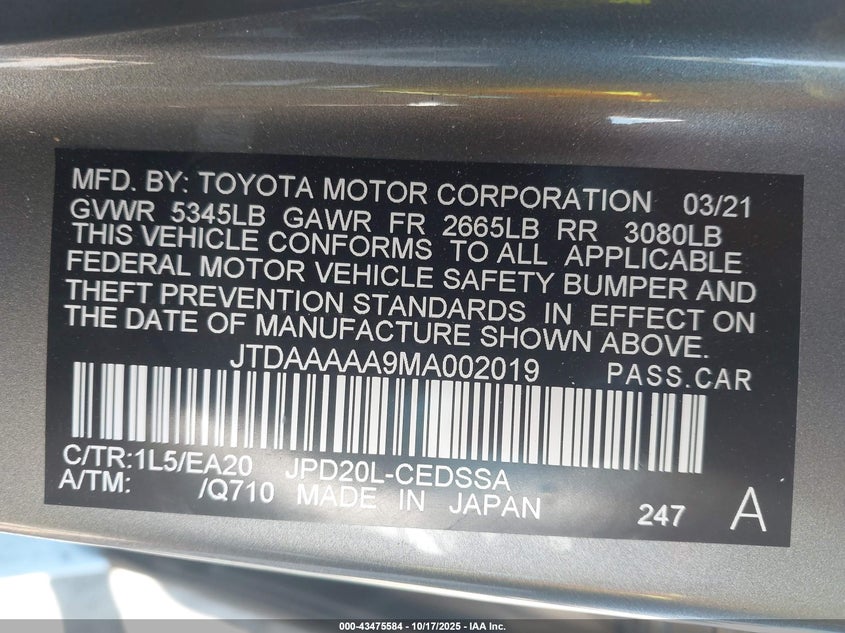 MFD. BY: TOYOTA MOTOR CORPORATION 03/21
GVWR 5345LB GAWR FR 2665LB RR 3080LB
THIS VEHICLE CONFORMS TO ALL APPLICABLE
FEDERAL MOTOR VEHICLE SAFETY BUMPER AND
THEFT PREVENTION STANDARDS IN EFFECT ON
THE DATE OF MANUFACTURE SHOWN ABOVE.
JTDAAAAA9MA002019 PASS.CAR
C/TR:1L5/EA20 JPD20L-CEDSSA
A/TM: /Q710 MADE IN JAPAN 247 A
000-43475584 - 10/17/2025 - IAA Inc.